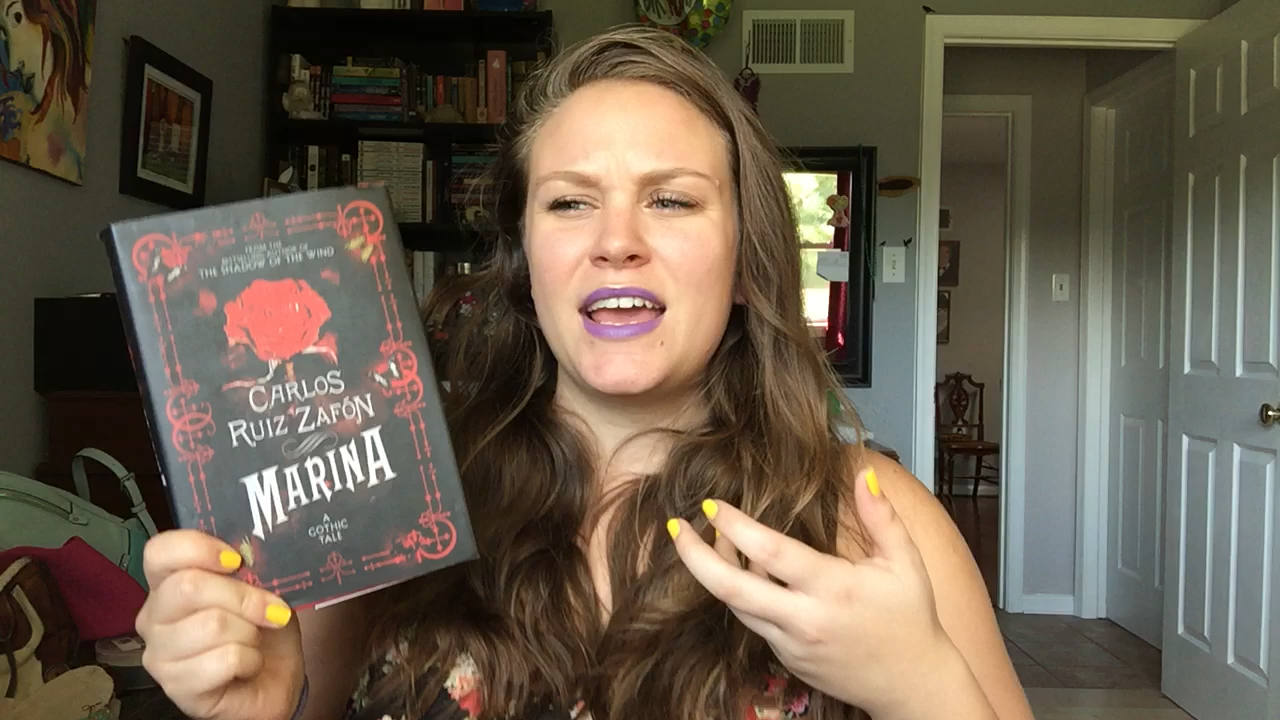 FROM THE
BESTSELLING AUTHOR OF
THE SHADOW OF THE WIND
CARLOS
RUIZ ZAFÓN
MARINA
A
GOTHIC
TALE